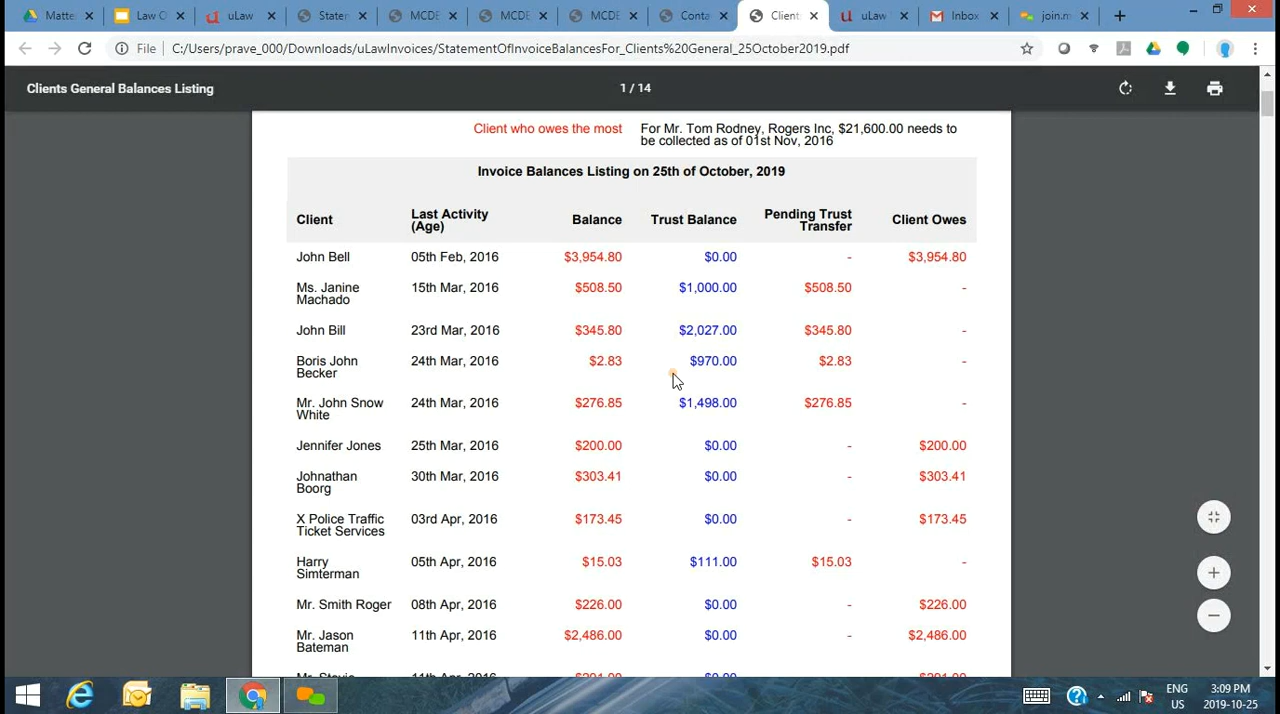 Matte
Law C
uLaw
Stater
MCDE
MCDE
MCDE
Conta
Client
uLaw
Inbox
join.m
File C:/Users/prave_000/Downloads/uLawInvoices/StatementOfInvoiceBalancesFor_Clients%20General_25October2019.pdf
Clients General Balances Listing 1 / 14
Client who owes the most For Mr. Tom Rodney, Rogers Inc, $21,600.00 needs to
be collected as of 01st Nov, 2016
Invoice Balances Listing on 25th of October, 2019
Client Last Activity (Age) Balance Trust Balance Pending Trust Transfer Client Owes
John Bell 05th Feb, 2016 $3,954.80 $0.00 - $3,954.80
Ms. Janine 15th Mar, 2016 $508.50 $1,000.00 $508.50 -
Machado
John Bill 23rd Mar, 2016 $345.80 $2,027.00 $345.80 -
Boris John 24th Mar, 2016 $2.83 $970.00 $2.83 -
Becker
Mr. John Snow 24th Mar, 2016 $276.85 $1,498.00 $276.85 -
White
Jennifer Jones 25th Mar, 2016 $200.00 $0.00 - $200.00
Johnathan 30th Mar, 2016 $303.41 $0.00 - $303.41
Boorg
X Police Traffic 03rd Apr, 2016 $173.45 $0.00 - $173.45
Ticket Services
Harry 05th Apr, 2016 $15.03 $111.00 $15.03 -
Simterman
Mr. Smith Roger 08th Apr, 2016 $226.00 $0.00 - $226.00
Mr. Jason 11th Apr, 2016 $2,486.00 $0.00 - $2,486.00
Bateman
ENG 3:09 PM
US 2019-10-25